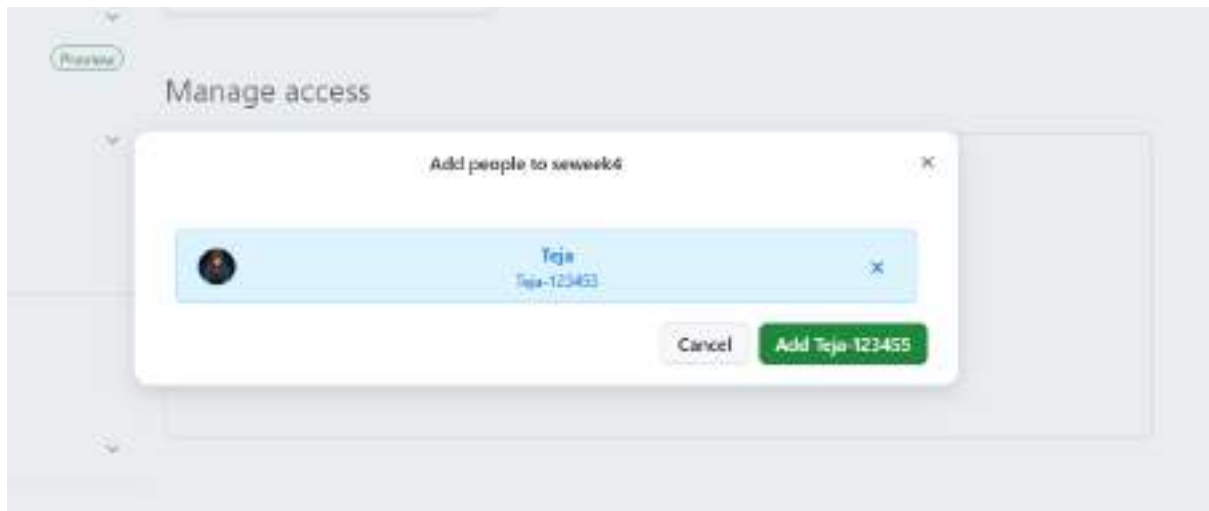 Preview
Manage access
Add people to seweek4
Teja
Teja-123455
Cancel
Add Teja-123455